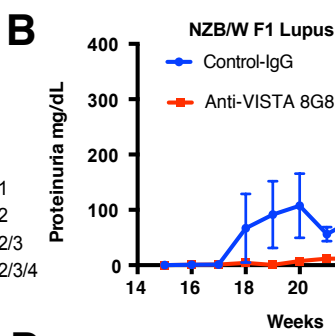 B
NZB/W F1 Lupus
400
Control-IgG
300
Anti-VISTA 8G8
200
100
0
Proteinuria mg/dL
1
2
2/3
2/3/4
14 16 18 20
Weeks